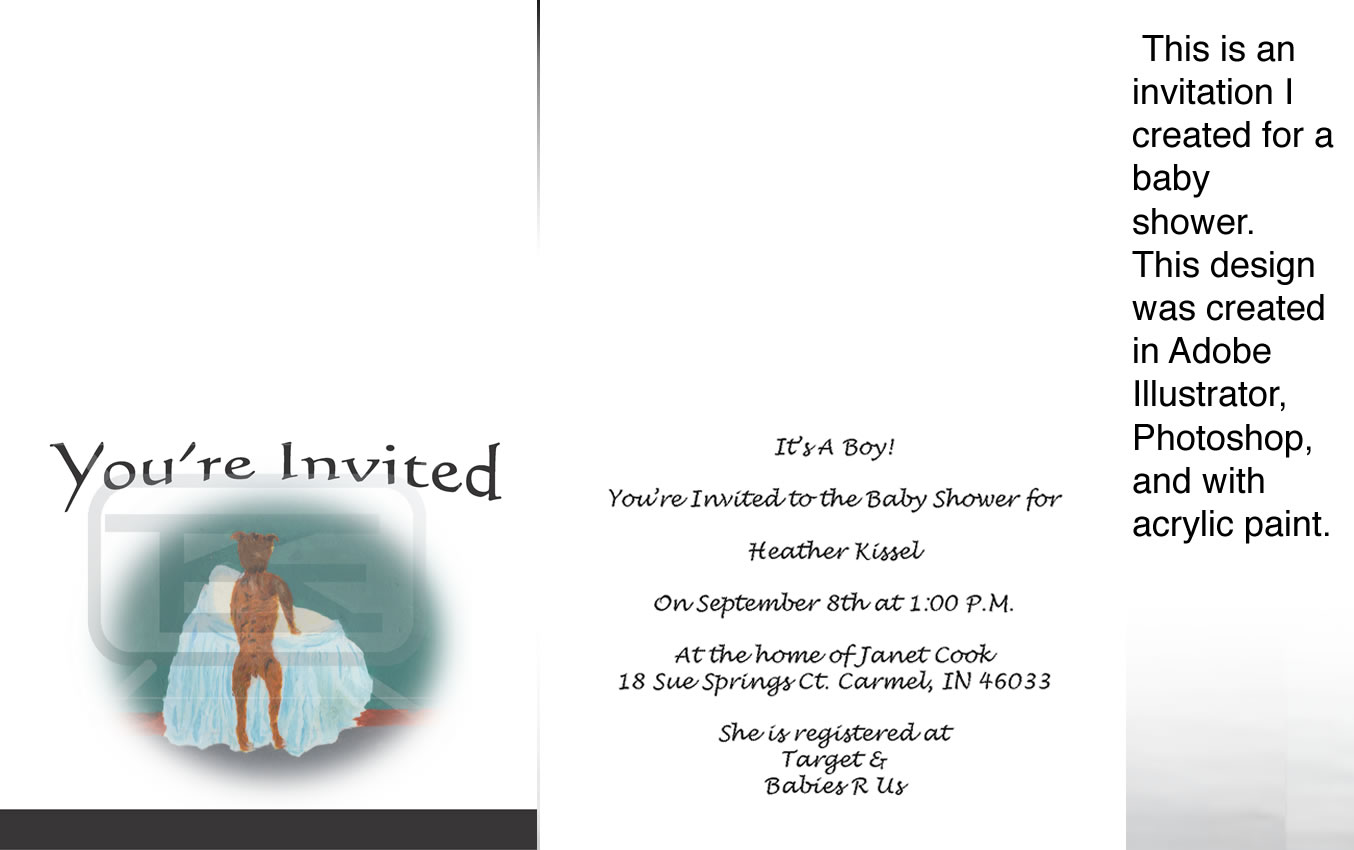 You're Invited
It's A Boy!
You're Invited to the Baby Shower for
Heather Kissel
On September 8th at 1:00 P.M.
At the home of Janet Cook
18 Sue Springs Ct. Carmel, IN 46033
She is registered at
Target &
Babies R Us
This is an
invitation I
created for a
baby
shower.
This design
was created
in Adobe
Illustrator,
Photoshop,
and with
acrylic paint.